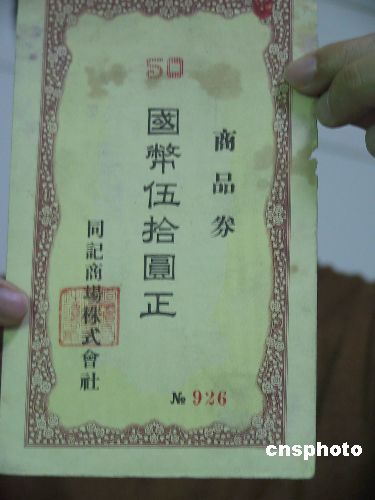 50
商品券
國幣伍拾圓正
同記商場株式會社
№ 926
cnsphoto